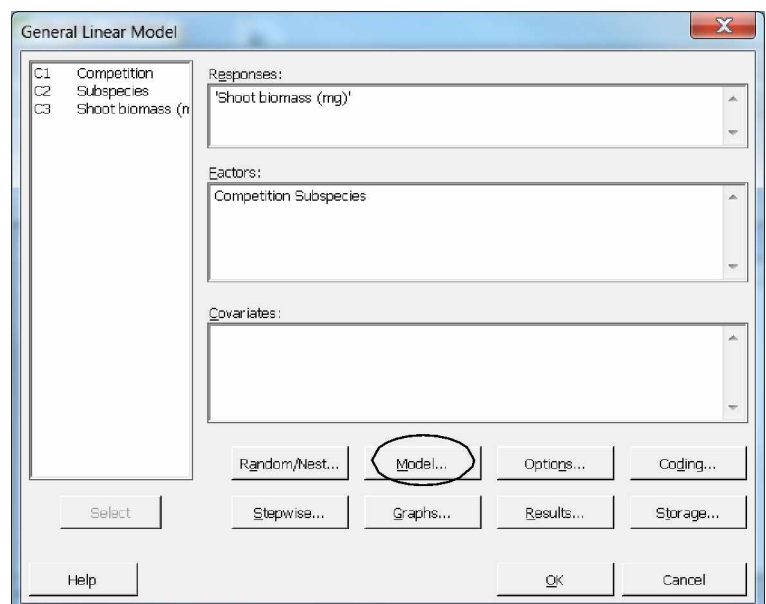 General Linear Model
X
C1 Competition
C2 Subspecies
C3 Shoot biomass (m
Responses:
'Shoot biomass (mg)'
Factors:
Competition Subspecies
Covariates:
Random/Nest... Model... Options... Coding...
Select Stepwise... Graphs... Results... Storage...
Help OK Cancel